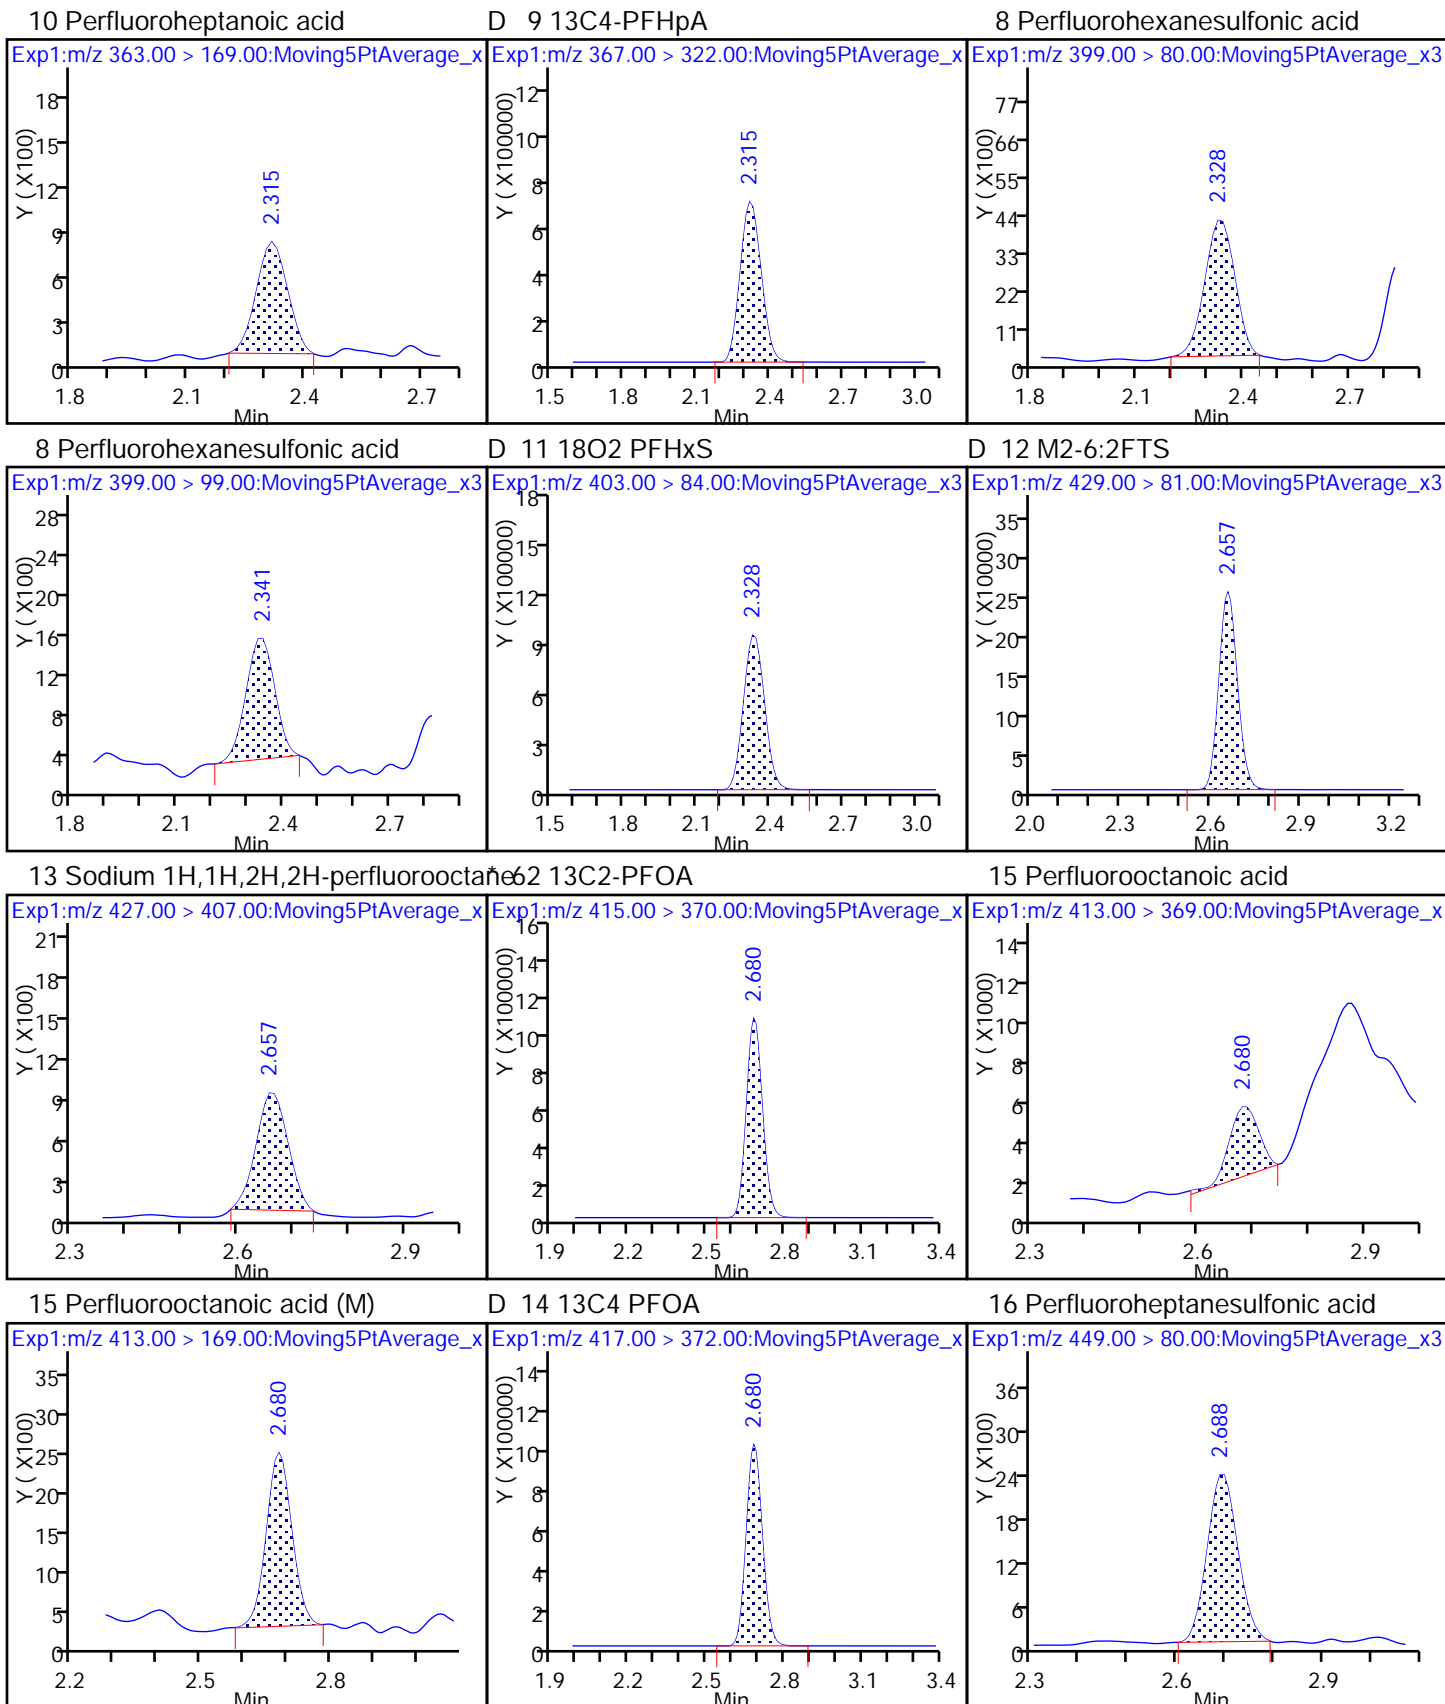 10 Perfluoroheptanoic acid
Exp1:m/z 363.00 > 169.00:Moving5PtAverage_x
Y ( X100)
18
15
12
9
6
3
0
2.315
1.8 2.1 2.4 2.7
Min
D 9 13C4-PFHpA
Exp1:m/z 367.00 > 322.00:Moving5PtAverage_x
Y ( X100000)
12
10
8
6
4
2
0
2.315
1.5 1.8 2.1 2.4 2.7 3.0
Min
8 Perfluorohexanesulfonic acid
Exp1:m/z 399.00 > 80.00:Moving5PtAverage_x3
Y ( X100)
77
66
55
44
33
22
11
0
2.328
1.8 2.1 2.4 2.7
Min
8 Perfluorohexanesulfonic acid
Exp1:m/z 399.00 > 99.00:Moving5PtAverage_x3
Y ( X100)
28
24
20
16
12
8
4
0
2.341
1.8 2.1 2.4 2.7
Min
D 11 18O2 PFHxS
Exp1:m/z 403.00 > 84.00:Moving5PtAverage_x3
Y ( X100000)
18
15
12
9
6
3
0
2.328
1.5 1.8 2.1 2.4 2.7 3.0
Min
D 12 M2-6:2FTS
Exp1:m/z 429.00 > 81.00:Moving5PtAverage_x3
Y ( X10000)
35
30
25
20
15
10
5
0
2.657
2.0 2.3 2.6 2.9 3.2
Min
13 Sodium 1H,1H,2H,2H-perfluorooctane
Exp1:m/z 427.00 > 407.00:Moving5PtAverage_x
Y ( X100)
21
18
15
12
9
6
3
0
2.657
2.3 2.6 2.9
Min
* 62 13C2-PFOA
Exp1:m/z 415.00 > 370.00:Moving5PtAverage_x
Y ( X100000)
16
14
12
10
8
6
4
2
0
2.680
1.9 2.2 2.5 2.8 3.1 3.4
Min
15 Perfluorooctanoic acid
Exp1:m/z 413.00 > 369.00:Moving5PtAverage_x
Y ( X1000)
14
12
10
8
6
4
2
0
2.680
2.3 2.6 2.9
Min
15 Perfluorooctanoic acid (M)
Exp1:m/z 413.00 > 169.00:Moving5PtAverage_x
Y ( X100)
35
30
25
20
15
10
5
0
2.680
2.2 2.5 2.8
Min
D 14 13C4 PFOA
Exp1:m/z 417.00 > 372.00:Moving5PtAverage_x
Y ( X100000)
14
12
10
8
6
4
2
0
2.680
1.9 2.2 2.5 2.8 3.1 3.4
Min
16 Perfluoroheptanesulfonic acid
Exp1:m/z 449.00 > 80.00:Moving5PtAverage_x3
Y ( X100)
36
30
24
18
12
6
0
2.688
2.3 2.6 2.9
Min